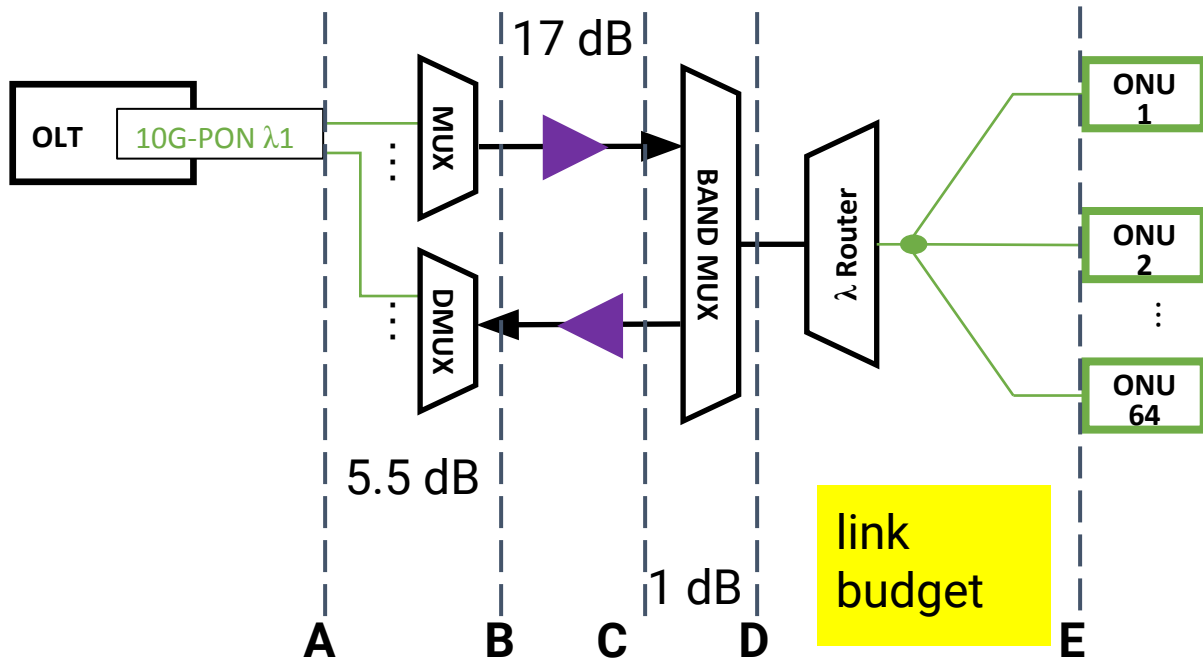 17 dB
OLT
10G-PON λ1
MUX
...
DMUX
...
BAND MUX
λ Router
ONU
1
ONU
2
...
ONU
64
5.5 dB
1 dB
link
budget
A
B
C
D
E